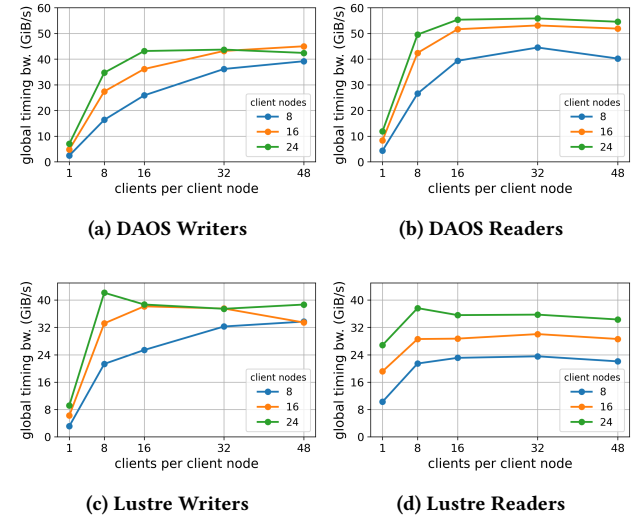 60
50
40
30
20
10
0
global timing bw. (GiB/s)
client nodes
8
16
24
1 8 16 32 48
clients per client node
(a) DAOS Writers
60
50
40
30
20
10
0
global timing bw. (GiB/s)
client nodes
8
16
24
1 8 16 32 48
clients per client node
(b) DAOS Readers
40
32
24
16
8
0
global timing bw. (GiB/s)
client nodes
8
16
24
1 8 16 32 48
clients per client node
(c) Lustre Writers
40
32
24
16
8
0
global timing bw. (GiB/s)
client nodes
8
16
24
1 8 16 32 48
clients per client node
(d) Lustre Readers